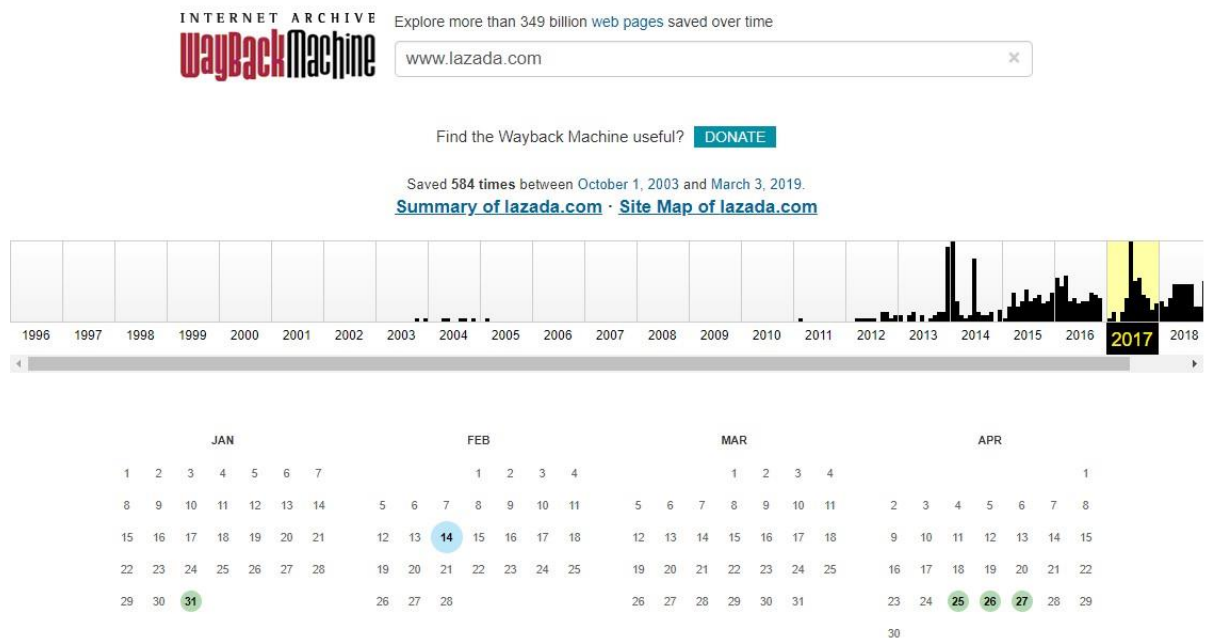 INTERNET ARCHIVE
WayBackMachine
Explore more than 349 billion web pages saved over time
www.lazada.com ×
Find the Wayback Machine useful? DONATE
Saved 584 times between October 1, 2003 and March 3, 2019.
Summary of lazada.com · Site Map of lazada.com
1996 1997 1998 1999 2000 2001 2002 2003 2004 2005 2006 2007 2008 2009 2010 2011 2012 2013 2014 2015 2016 2017 2018
JAN
1 2 3 4 5 6 7
8 9 10 11 12 13 14
15 16 17 18 19 20 21
22 23 24 25 26 27 28
29 30 31
FEB
1 2 3 4
5 6 7 8 9 10 11
12 13 14 15 16 17 18
19 20 21 22 23 24 25
26 27 28
MAR
1 2 3 4
5 6 7 8 9 10 11
12 13 14 15 16 17 18
19 20 21 22 23 24 25
26 27 28 29 30 31
APR
1
2 3 4 5 6 7 8
9 10 11 12 13 14 15
16 17 18 19 20 21 22
23 24 25 26 27 28 29
30